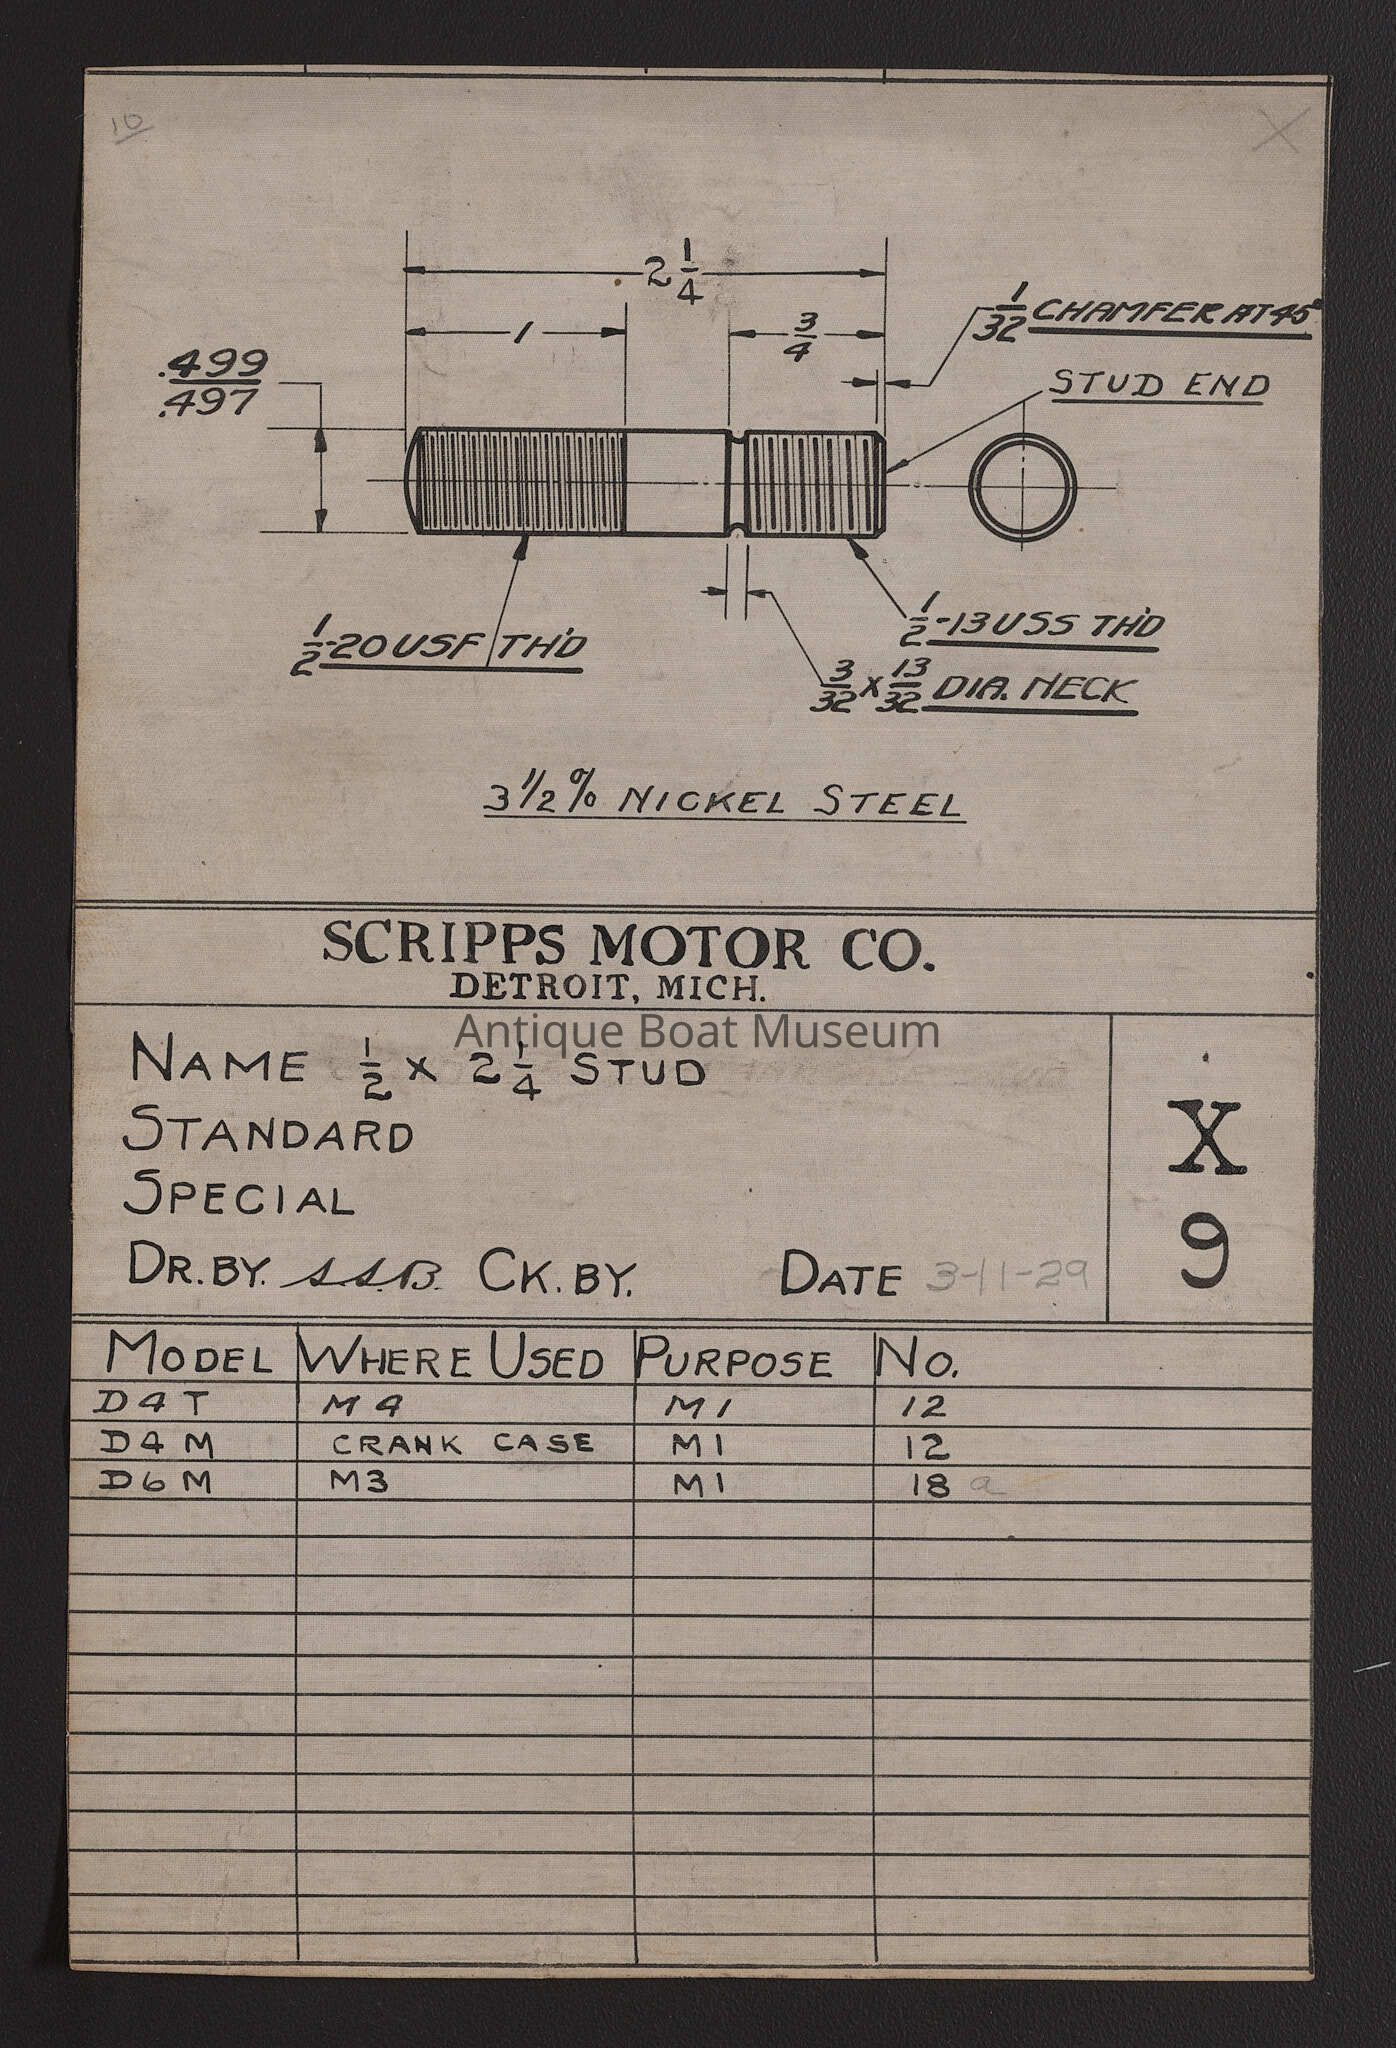 10
X
2 1/4
1
3/4
1/32 CHAMFER AT 45°
.499
.497
STUD END
1/2-20 USF TH'D
1/2-13 USS TH'D
3/32 X 13/32 DIA. NECK
3 1/2 % NICKEL STEEL
SCRIPPS MOTOR CO.
DETROIT, MICH.
Antique Boat Museum
NAME 1/2 X 2 1/4 STUD
STANDARD
SPECIAL
DR. BY. S.S.B. CK. BY. DATE 3-11-29
X
9
MODEL WHERE USED PURPOSE NO.
D4T M4 M1 12
D4M CRANK CASE M1 12
D6M M3 M1 18 a